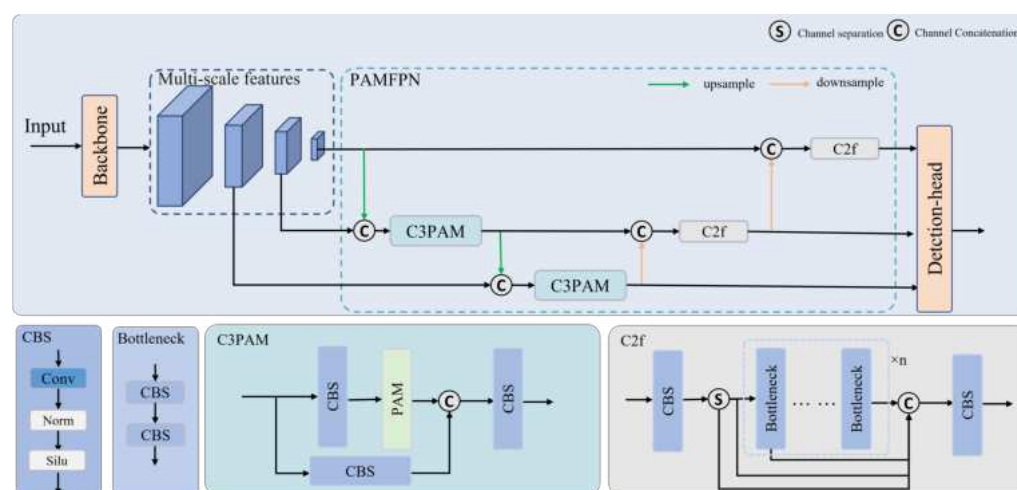 S Channel separation C Channel Concatenation
Multi-scale features
PAMFPN
upsample
downsample
Input
Backbone
C
C2f
C
C3PAM
C
C2f
C
C3PAM
Detction-head
CBS
Conv
Norm
Silu
Bottleneck
CBS
CBS
C3PAM
CBS
PAM
C
CBS
CBS
C2f
CBS
S
Bottleneck
... ...
Bottleneck
×n
C
CBS